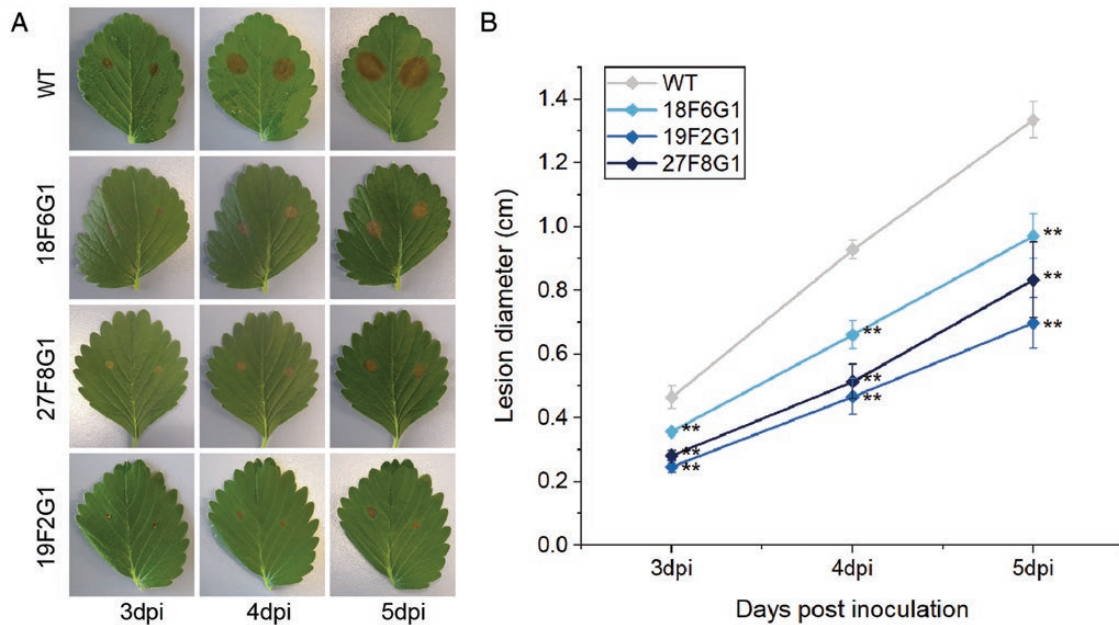 A
WT
18F6G1
27F8G1
19F2G1
3dpi 4dpi 5dpi
B
WT
18F6G1
19F2G1
27F8G1
Lesion diameter (cm)
1.4
1.2
1.0
0.8
0.6
0.4
0.2
0.0
**
**
**
**
**
**
**
**
**
3dpi 4dpi 5dpi
Days post inoculation